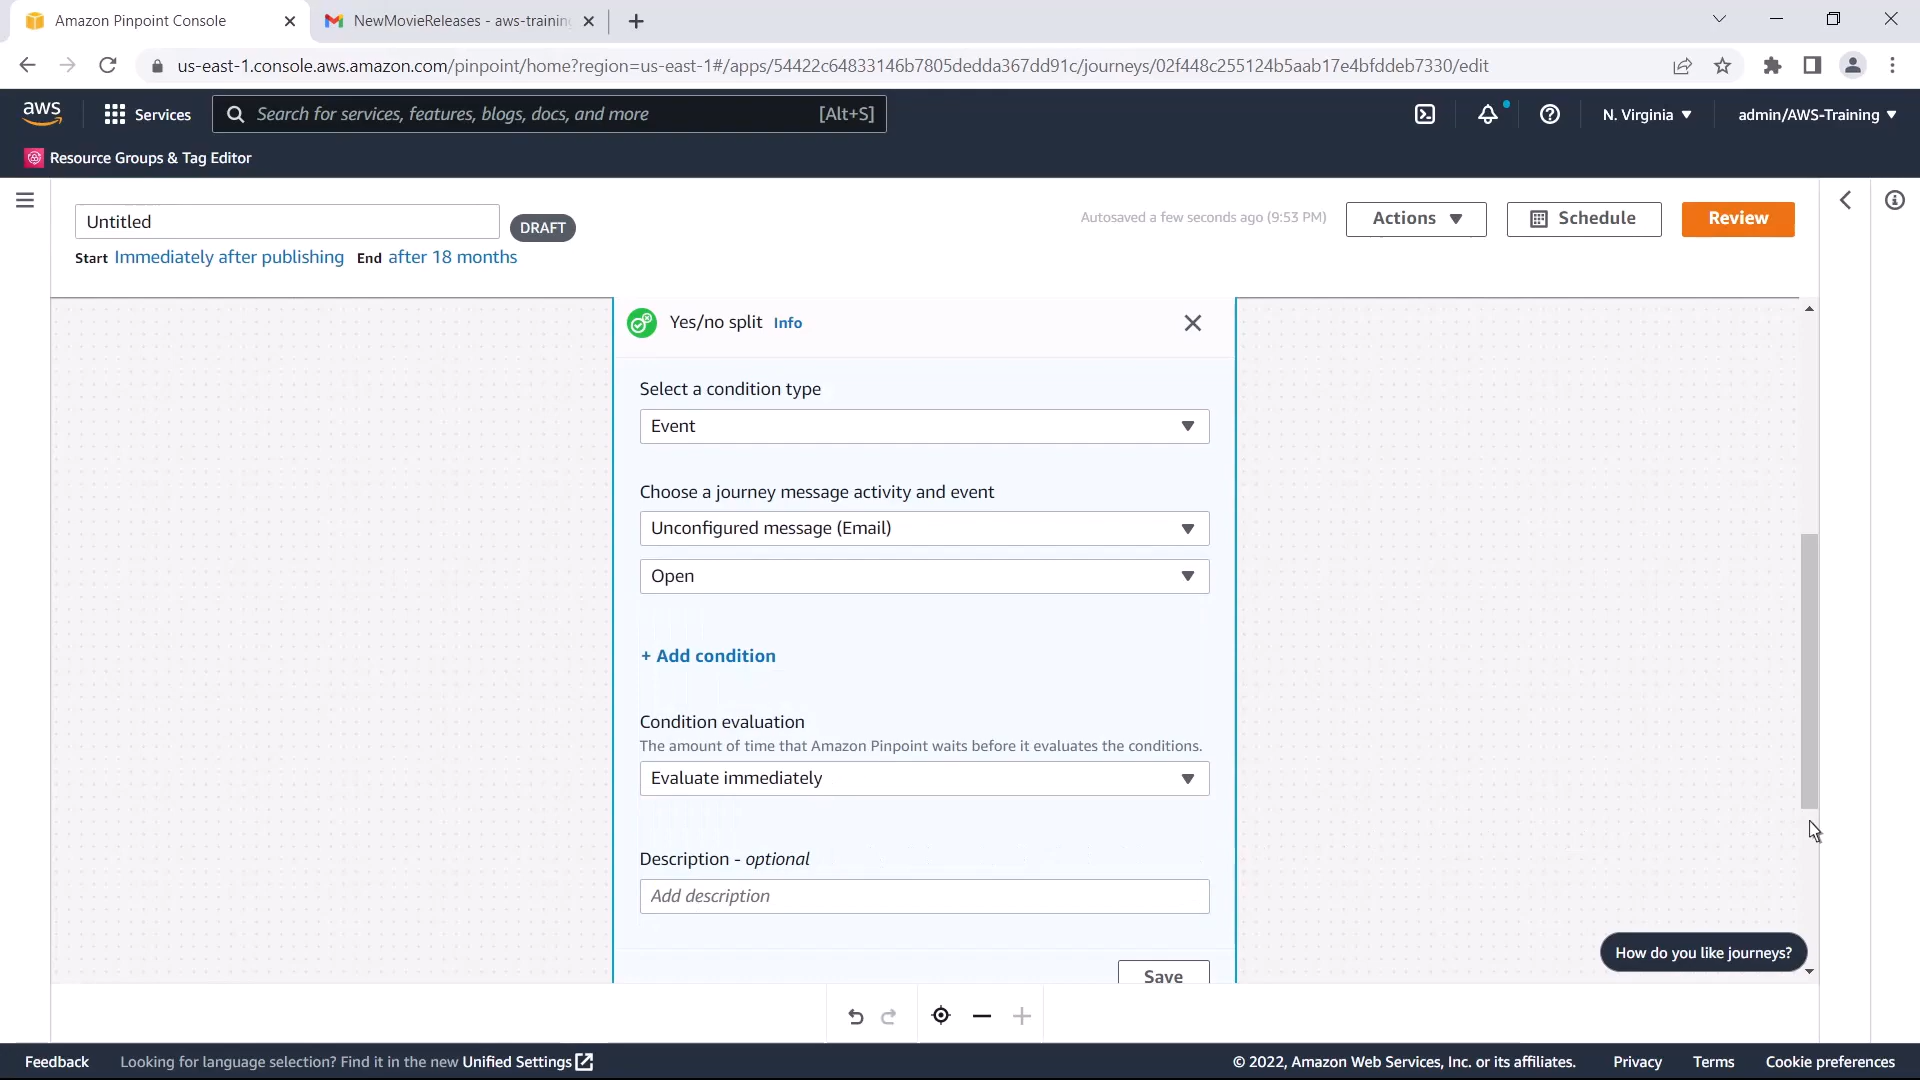 Amazon Pinpoint Console
NewMovieReleases - aws-training
us-east-1.console.aws.amazon.com/pinpoint/home?region=us-east-1#/apps/54422c64833146b7805dedda367dd91c/journeys/02f448c255124b5aab17e4bfddeb7330/edit
aws
Services
Search for services, features, blogs, docs, and more
[Alt+S]
N. Virginia
admin/AWS-Training
Resource Groups & Tag Editor
Untitled
DRAFT
Autosaved a few seconds ago (9:53 PM)
Actions
Schedule
Review
Start Immediately after publishing End after 18 months
Yes/no split Info
Select a condition type
Event
Choose a journey message activity and event
Unconfigured message (Email)
Open
+ Add condition
Condition evaluation
The amount of time that Amazon Pinpoint waits before it evaluates the conditions.
Evaluate immediately
Description - optional
Add description
Save
How do you like journeys?
Feedback
Looking for language selection? Find it in the new Unified Settings
© 2022, Amazon Web Services, Inc. or its affiliates.
Privacy
Terms
Cookie preferences